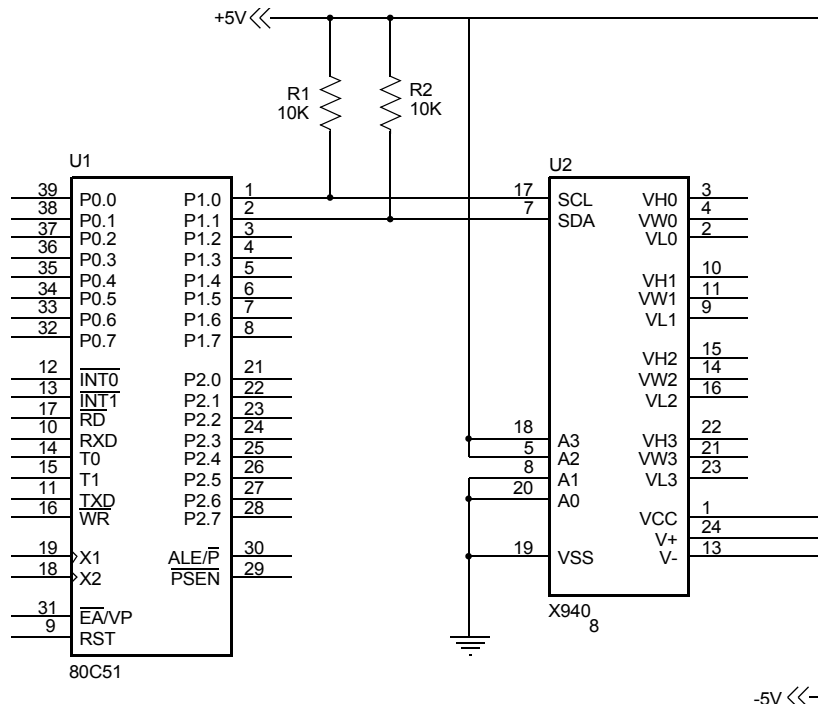 +5V
R1
10K
R2
10K
U1
39 P0.0 P1.0 1
38 P0.1 P1.1 2
37 P0.2 P1.2 3
36 P0.3 P1.3 4
35 P0.4 P1.4 5
34 P0.5 P1.5 6
33 P0.6 P1.6 7
32 P0.7 P1.7 8
12 INT0 P2.0 21
13 INT1 P2.1 22
17 RD P2.2 23
10 RXD P2.3 24
14 T0 P2.4 25
15 T1 P2.5 26
11 TXD P2.6 27
16 WR P2.7 28
19 X1 ALE/P 30
18 X2 PSEN 29
31 EA/VP
9 RST
80C51
U2
17 SCL VH0 3
7 SDA VW0 4
VL0 2
VH1 10
VW1 11
VL1 9
VH2 15
VW2 14
VL2 16
18 A3 VH3 22
5 A2 VW3 21
8 A1 VL3 23
20 A0
VCC 1
V+ 24
19 VSS V- 13
X940
8
-5V